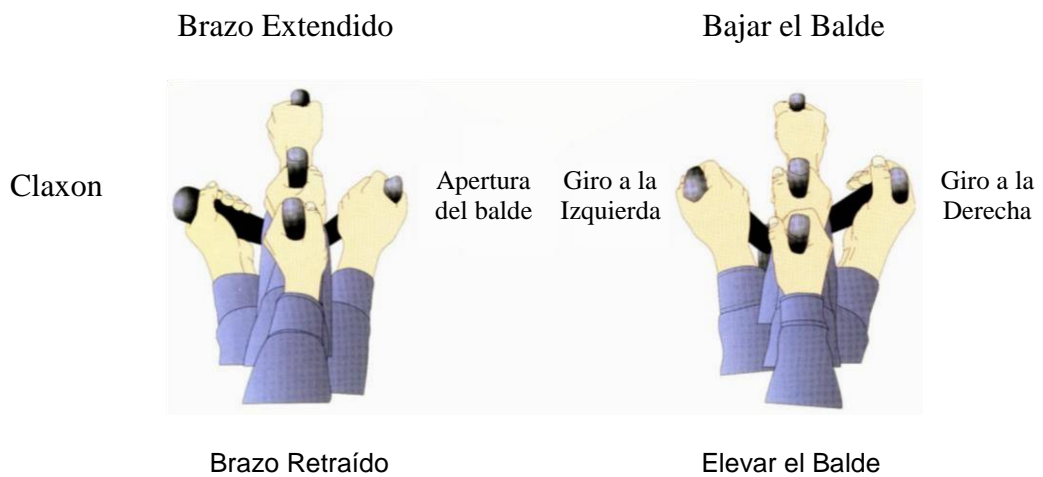 Brazo Extendido
Bajar el Balde
Claxon
Apertura
del balde
Giro a la
Izquierda
Giro a la
Derecha
Brazo Retraído
Elevar el Balde